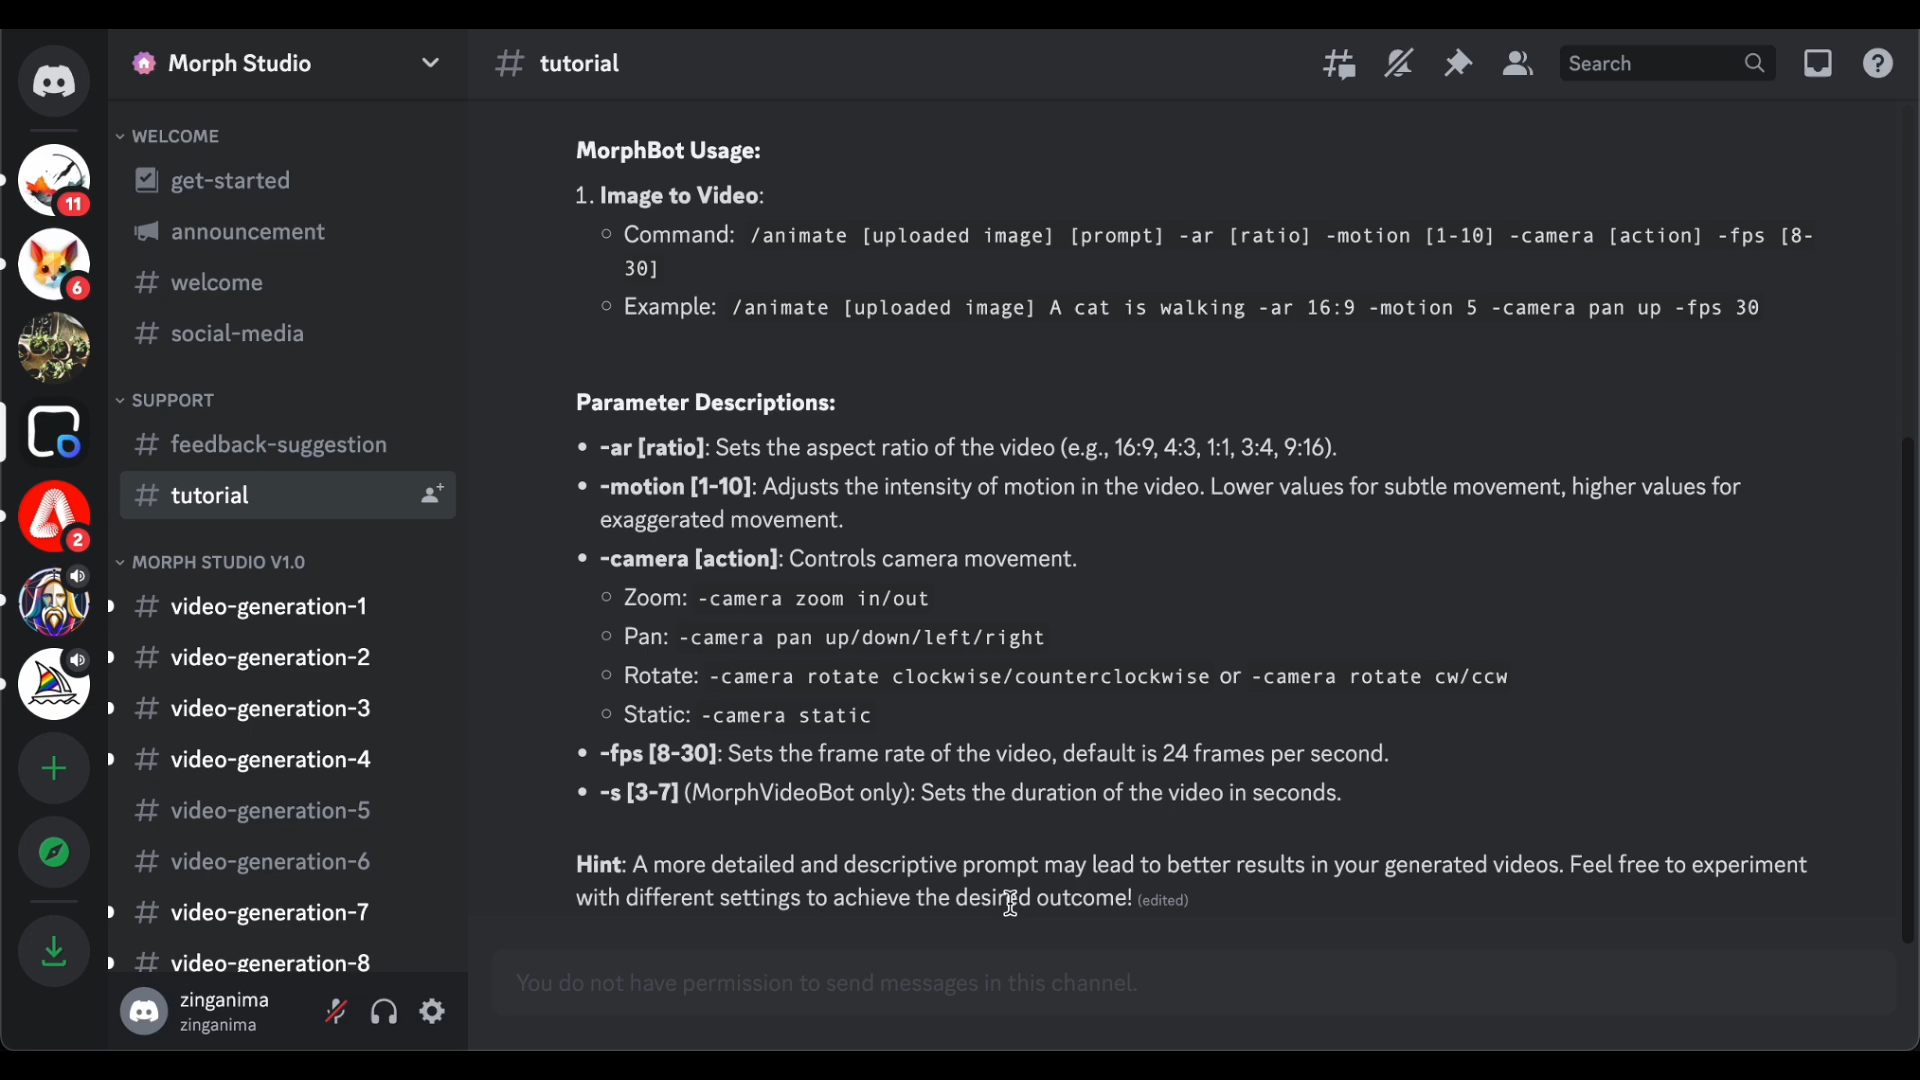 Morph Studio
tutorial
Search
11
6
2
WELCOME
get-started
announcement
welcome
social-media
SUPPORT
feedback-suggestion
tutorial
MORPH STUDIO V1.0
video-generation-1
video-generation-2
video-generation-3
video-generation-4
video-generation-5
video-generation-6
video-generation-7
video-generation-8
zinganima
zinganima
MorphBot Usage:
1. Image to Video:
Command: /animate [uploaded image] [prompt] -ar [ratio] -motion [1-10] -camera [action] -fps [8-
30]
Example: /animate [uploaded image] A cat is walking -ar 16:9 -motion 5 -camera pan up -fps 30
Parameter Descriptions:
• -ar [ratio]: Sets the aspect ratio of the video (e.g., 16:9, 4:3, 1:1, 3:4, 9:16).
• -motion [1-10]: Adjusts the intensity of motion in the video. Lower values for subtle movement, higher values for
exaggerated movement.
• -camera [action]: Controls camera movement.
Zoom: -camera zoom in/out
Pan: -camera pan up/down/left/right
Rotate: -camera rotate clockwise/counterclockwise or -camera rotate cw/ccw
Static: -camera static
• -fps [8-30]: Sets the frame rate of the video, default is 24 frames per second.
• -s [3-7] (MorphVideoBot only): Sets the duration of the video in seconds.
Hint: A more detailed and descriptive prompt may lead to better results in your generated videos. Feel free to experiment
with different settings to achieve the desired outcome! (edited)
You do not have permission to send messages in this channel.